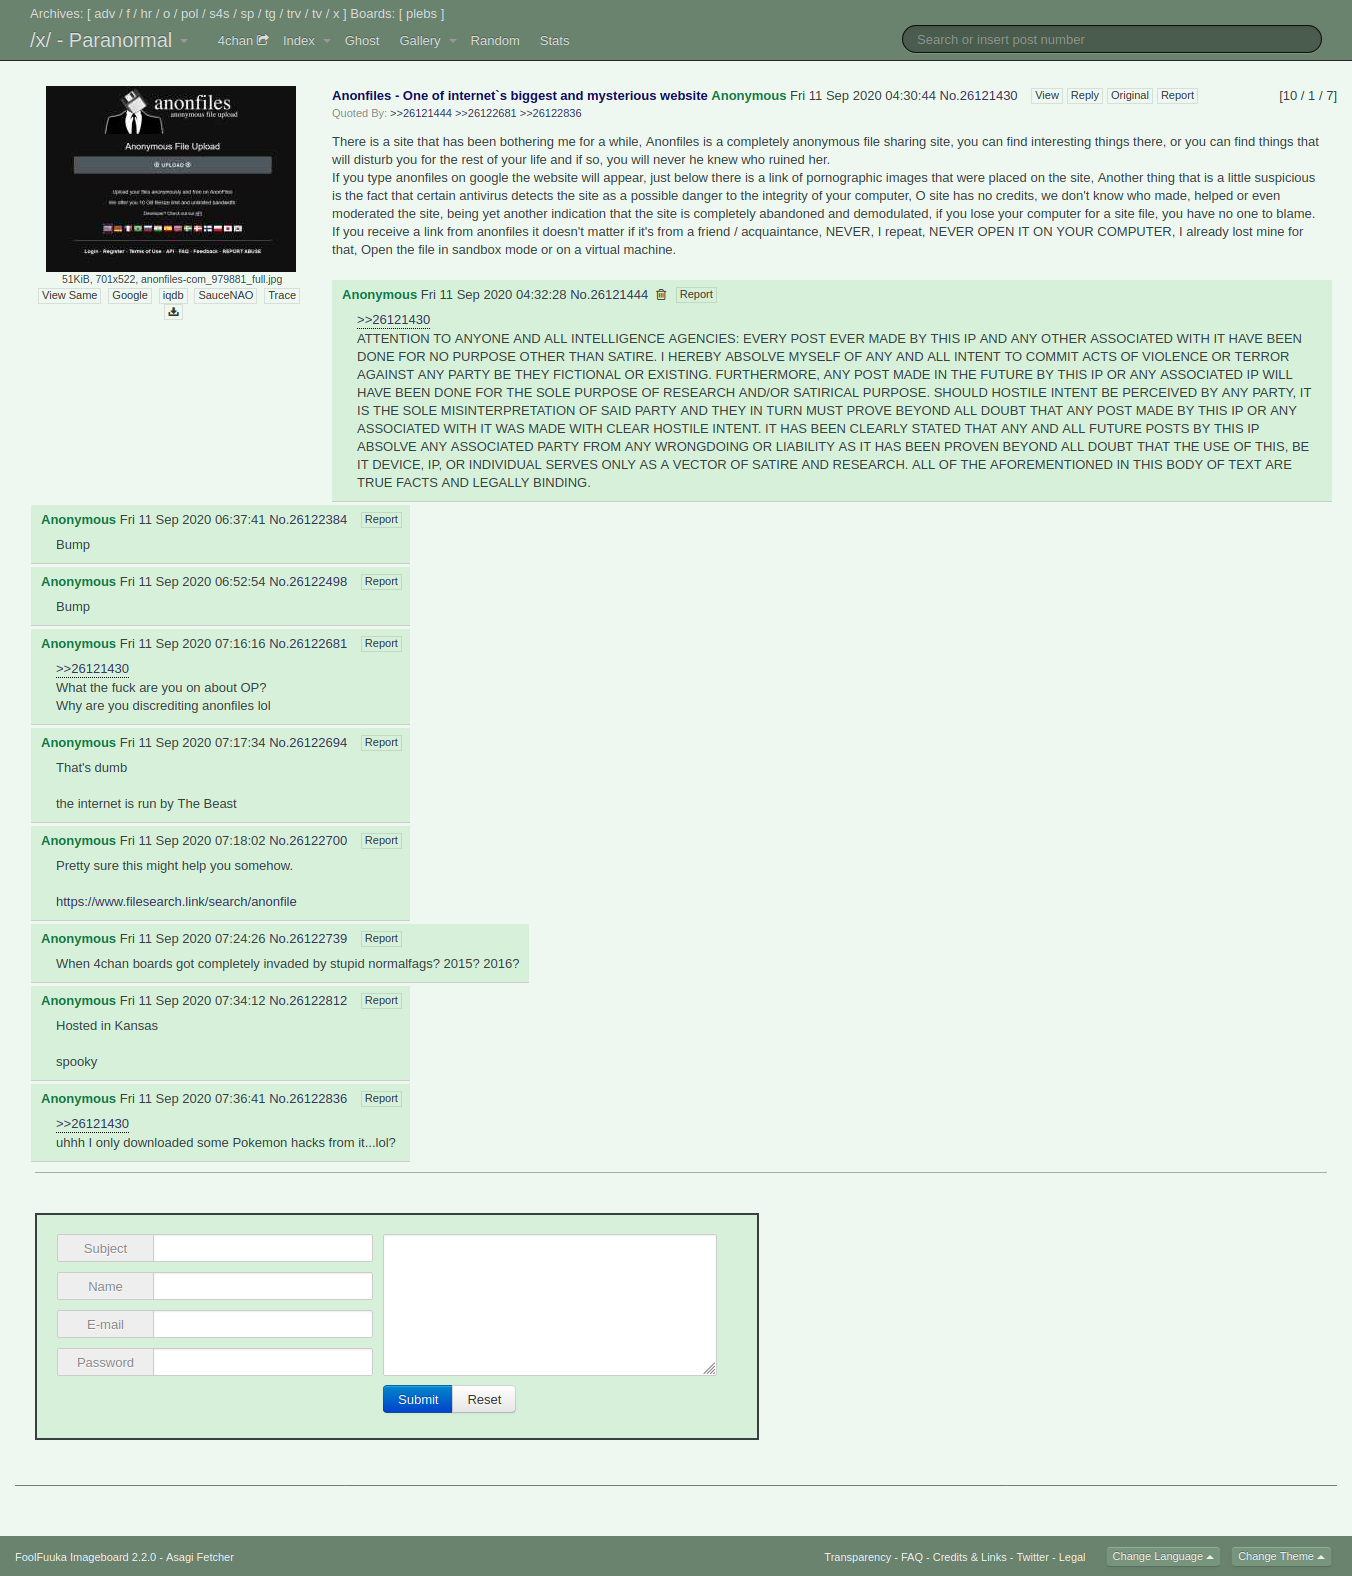 Archives: [ adv / f / hr / o / pol / s4s / sp / tg / trv / tv / x ] Boards: [ plebs ]
/x/ - Paranormal 4chan Index Ghost Gallery Random Stats
Search or insert post number
anonfiles
anonymous file upload
Anonymous File Upload
UPLOAD
Upload your files anonymously and free on AnonFiles
We offer you 10 GB filesize limit and unlimited bandwidth
Developer? Check out our API
Login - Register - Terms of Use - API - FAQ - Feedback - REPORT ABUSE
51KiB, 701x522, anonfiles-com_979881_full.jpg
View Same Google iqdb SauceNAO Trace
Anonfiles - One of internet`s biggest and mysterious website Anonymous Fri 11 Sep 2020 04:30:44 No.26121430 View Reply Original Report [10 / 1 / 7]
Quoted By: >>26121444 >>26122681 >>26122836
There is a site that has been bothering me for a while, Anonfiles is a completely anonymous file sharing site, you can find interesting things there, or you can find things that
will disturb you for the rest of your life and if so, you will never he knew who ruined her.
If you type anonfiles on google the website will appear, just below there is a link of pornographic images that were placed on the site, Another thing that is a little suspicious
is the fact that certain antivirus detects the site as a possible danger to the integrity of your computer, O site has no credits, we don't know who made, helped or even
moderated the site, being yet another indication that the site is completely abandoned and demodulated, if you lose your computer for a site file, you have no one to blame.
If you receive a link from anonfiles it doesn't matter if it's from a friend / acquaintance, NEVER, I repeat, NEVER OPEN IT ON YOUR COMPUTER, I already lost mine for
that, Open the file in sandbox mode or on a virtual machine.
Anonymous Fri 11 Sep 2020 04:32:28 No.26121444 Report
>>26121430
ATTENTION TO ANYONE AND ALL INTELLIGENCE AGENCIES: EVERY POST EVER MADE BY THIS IP AND ANY OTHER ASSOCIATED WITH IT HAVE BEEN
DONE FOR NO PURPOSE OTHER THAN SATIRE. I HEREBY ABSOLVE MYSELF OF ANY AND ALL INTENT TO COMMIT ACTS OF VIOLENCE OR TERROR
AGAINST ANY PARTY BE THEY FICTIONAL OR EXISTING. FURTHERMORE, ANY POST MADE IN THE FUTURE BY THIS IP OR ANY ASSOCIATED IP WILL
HAVE BEEN DONE FOR THE SOLE PURPOSE OF RESEARCH AND/OR SATIRICAL PURPOSE. SHOULD HOSTILE INTENT BE PERCEIVED BY ANY PARTY, IT
IS THE SOLE MISINTERPRETATION OF SAID PARTY AND THEY IN TURN MUST PROVE BEYOND ALL DOUBT THAT ANY POST MADE BY THIS IP OR ANY
ASSOCIATED WITH IT WAS MADE WITH CLEAR HOSTILE INTENT. IT HAS BEEN CLEARLY STATED THAT ANY AND ALL FUTURE POSTS BY THIS IP
ABSOLVE ANY ASSOCIATED PARTY FROM ANY WRONGDOING OR LIABILITY AS IT HAS BEEN PROVEN BEYOND ALL DOUBT THAT THE USE OF THIS, BE
IT DEVICE, IP, OR INDIVIDUAL SERVES ONLY AS A VECTOR OF SATIRE AND RESEARCH. ALL OF THE AFOREMENTIONED IN THIS BODY OF TEXT ARE
TRUE FACTS AND LEGALLY BINDING.
Anonymous Fri 11 Sep 2020 06:37:41 No.26122384 Report
Bump
Anonymous Fri 11 Sep 2020 06:52:54 No.26122498 Report
Bump
Anonymous Fri 11 Sep 2020 07:16:16 No.26122681 Report
>>26121430
What the fuck are you on about OP?
Why are you discrediting anonfiles lol
Anonymous Fri 11 Sep 2020 07:17:34 No.26122694 Report
That's dumb
the internet is run by The Beast
Anonymous Fri 11 Sep 2020 07:18:02 No.26122700 Report
Pretty sure this might help you somehow.
https://www.filesearch.link/search/anonfile
Anonymous Fri 11 Sep 2020 07:24:26 No.26122739 Report
When 4chan boards got completely invaded by stupid normalfags? 2015? 2016?
Anonymous Fri 11 Sep 2020 07:34:12 No.26122812 Report
Hosted in Kansas
spooky
Anonymous Fri 11 Sep 2020 07:36:41 No.26122836 Report
>>26121430
uhhh I only downloaded some Pokemon hacks from it...lol?
Subject
Name
E-mail
Password
Submit Reset
FoolFuuka Imageboard 2.2.0 - Asagi Fetcher
Transparency - FAQ - Credits & Links - Twitter - Legal Change Language Change Theme